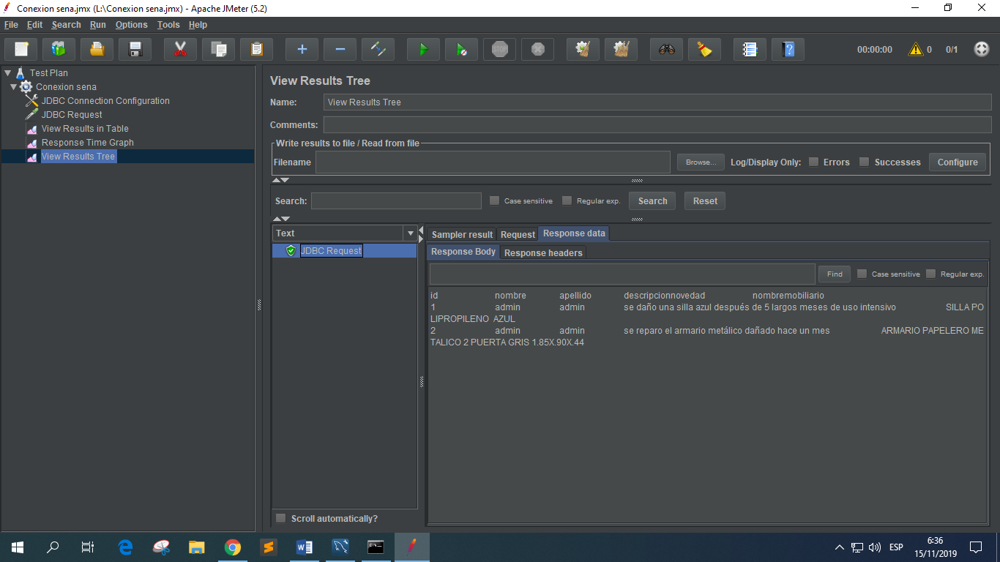 Conexion sena.jmx (L:\Conexion sena.jmx) - Apache JMeter (5.2)
File Edit Search Run Options Tools Help
STOP
00:00:00 0 0/1
Test Plan
Conexion sena
JDBC Connection Configuration
JDBC Request
View Results in Table
Response Time Graph
View Results Tree
View Results Tree
Name: View Results Tree
Comments:
Write results to file / Read from file
Filename Browse... Log/Display Only: Errors Successes Configure
Search: Case sensitive Regular exp. Search Reset
Text
JDBC Request
Scroll automatically?
Sampler result Request Response data
Response Body Response headers
Find Case sensitive Regular exp.
id nombre apellido descripcionnovedad nombremobiliario
1 admin admin se daño una silla azul después de 5 largos meses de uso intensivo SILLA PO
LIPROPILENO AZUL
2 admin admin se reparo el armario metálico dañado hace un mes ARMARIO PAPELERO ME
TALICO 2 PUERTA GRIS 1.85X.90X.44
ESP
6:36
15/11/2019